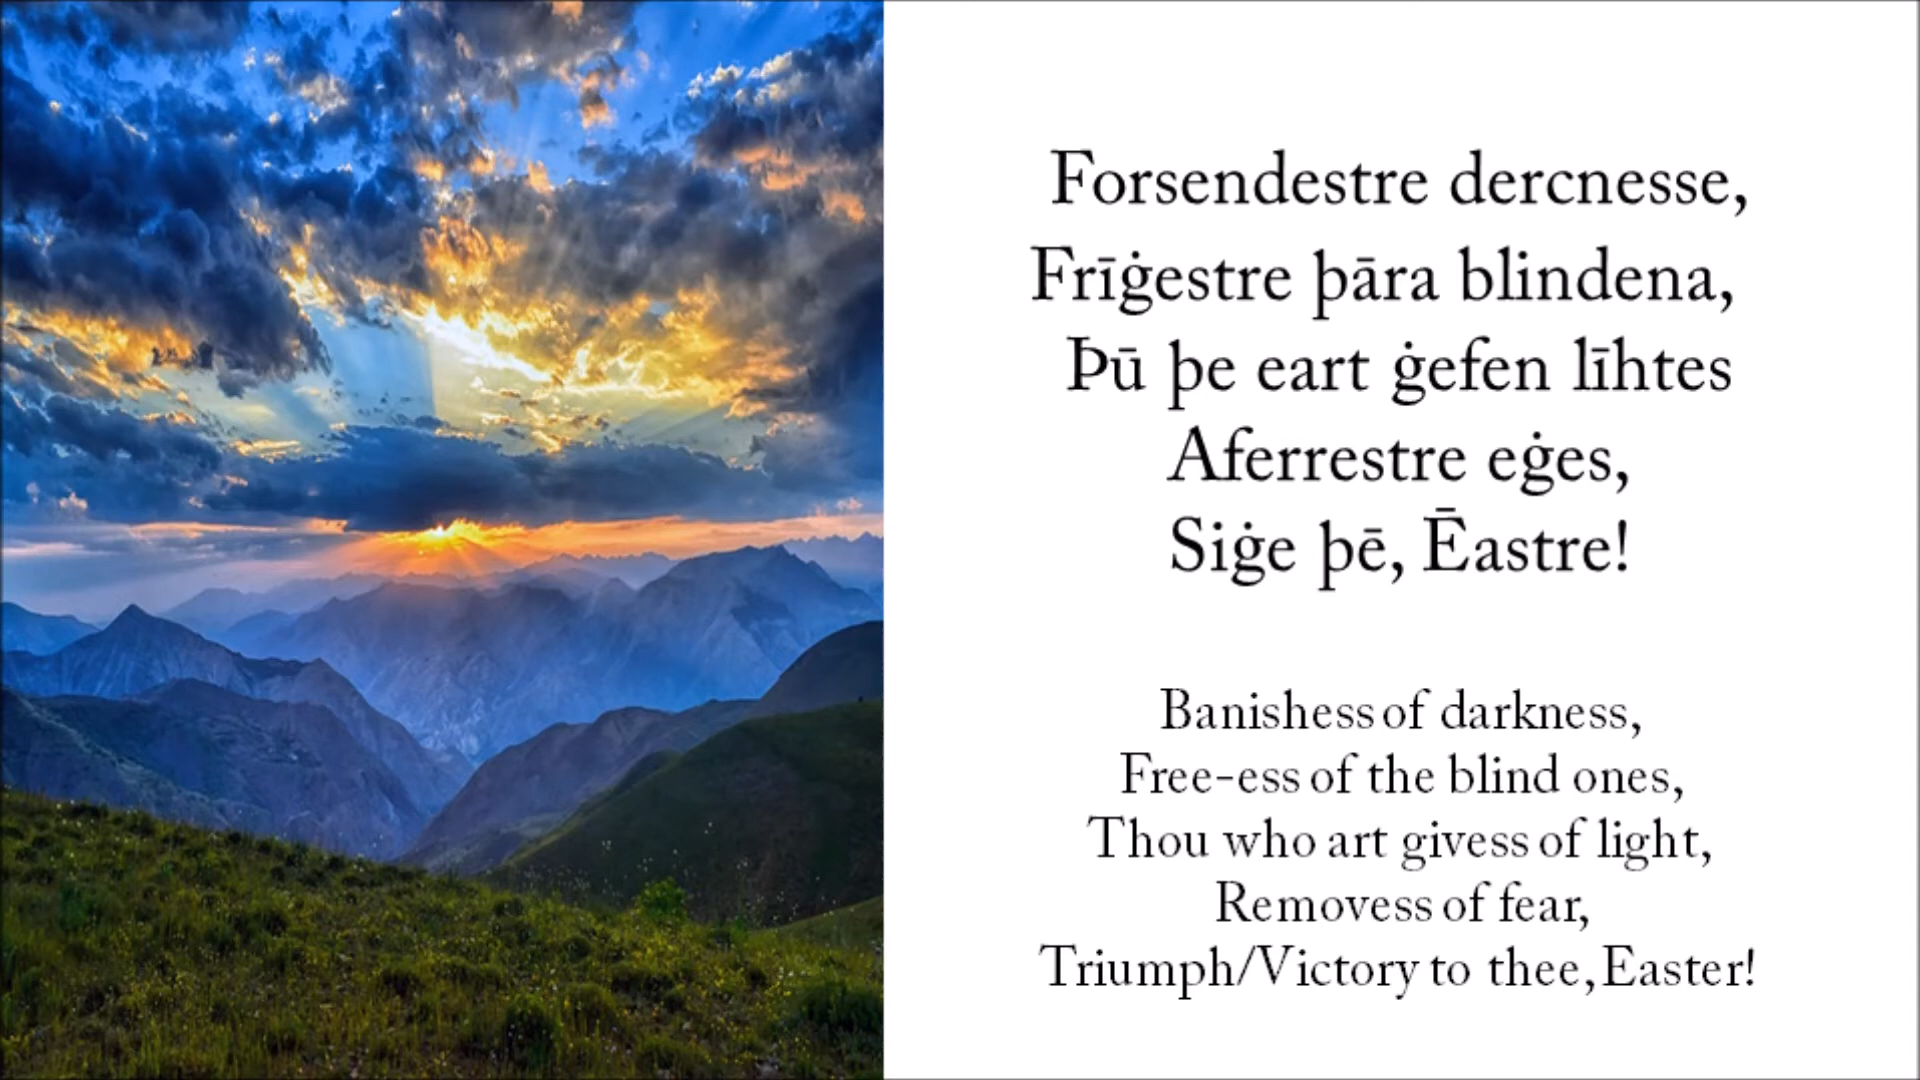 Forsendestre dercnesse,
Frīġestre þāra blindena,
Þū þe eart ġefen līhtes
Aferrestre eġes,
Siġe þē, Ēastre!
Banishess of darkness,
Free-ess of the blind ones,
Thou who art givess of light,
Removess of fear,
Triumph/Victory to thee, Easter!